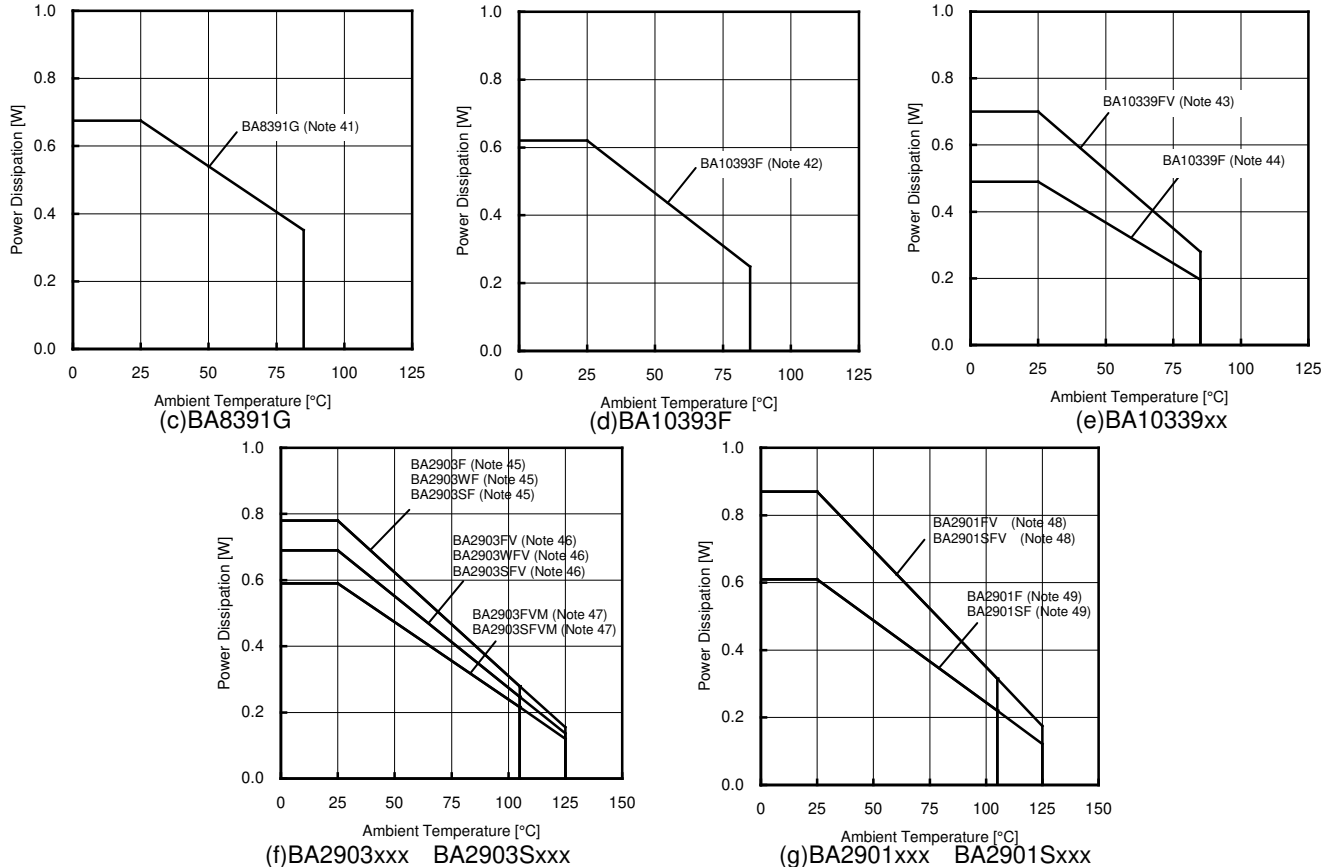 1.0
0.8
0.6
0.4
0.2
0.0
Power Dissipation [W]
BA8391G (Note 41)
0 25 50 75 100 125
Ambient Temperature [°C]
(c)BA8391G
1.0
0.8
0.6
0.4
0.2
0.0
Power Dissipation [W]
BA10393F (Note 42)
0 25 50 75 100 125
Ambient Temperature [°C]
(d)BA10393F
1.0
0.8
0.6
0.4
0.2
0.0
Power Dissipation [W]
BA10339FV (Note 43)
BA10339F (Note 44)
0 25 50 75 100 125
Ambient Temperature [°C]
(e)BA10339xx
1.0
0.8
0.6
0.4
0.2
0.0
Power Dissipation [W]
BA2903F (Note 45)
BA2903WF (Note 45)
BA2903SF (Note 45)
BA2903FV (Note 46)
BA2903WFV (Note 46)
BA2903SFV (Note 46)
BA2903FVM (Note 47)
BA2903SFVM (Note 47)
0 25 50 75 100 125 150
Ambient Temperature [°C]
(f)BA2903xxx BA2903Sxxx
1.0
0.8
0.6
0.4
0.2
0.0
Power Dissipation [W]
BA2901FV (Note 48)
BA2901SFV (Note 48)
BA2901F (Note 49)
BA2901SF (Note 49)
0 25 50 75 100 125 150
Ambient Temperature [°C]
(g)BA2901xxx BA2901Sxxx